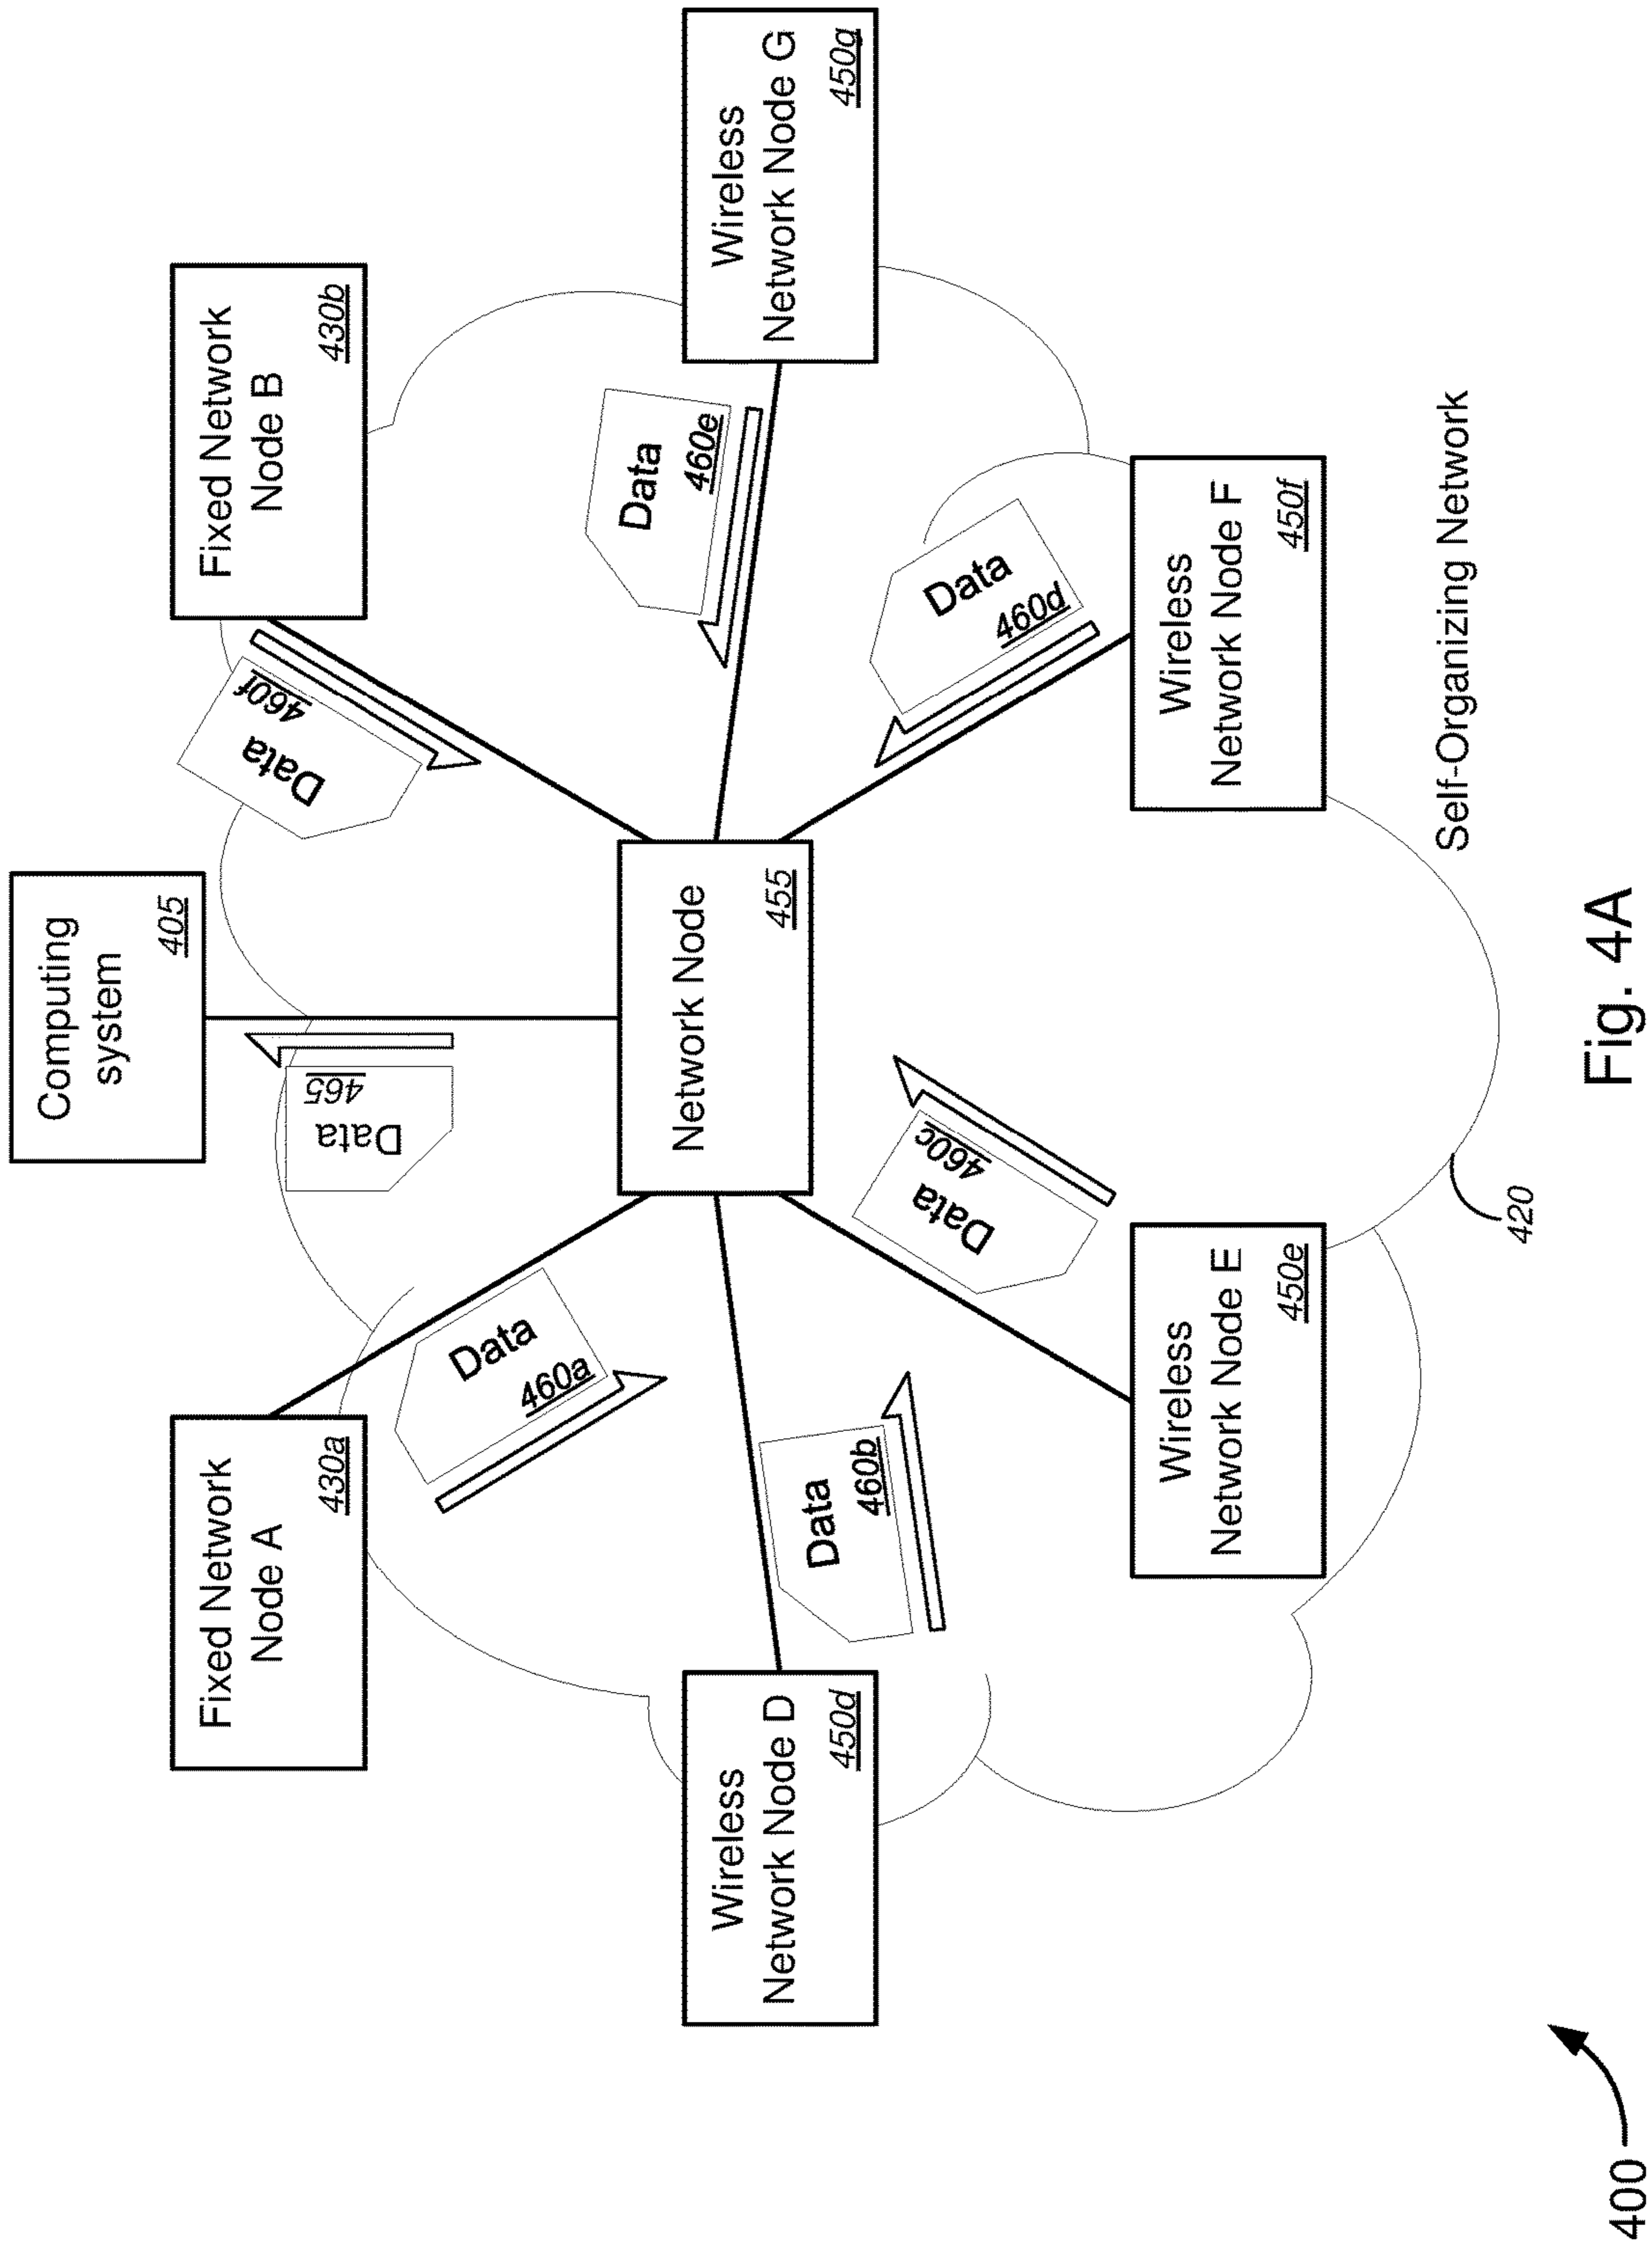 Computing
system
405
Fixed Network
Node A
430a
Fixed Network
Node B
430b
Data
465
Data
460f
Data
460a
Data
460e
Wireless
Network Node D
450d
Network Node
455
Wireless
Network Node G
450g
Data
460b
Data
460c
Data
460d
Wireless
Network Node E
450e
Wireless
Network Node F
450f
Self-Organizing Network
420
400
Fig. 4A